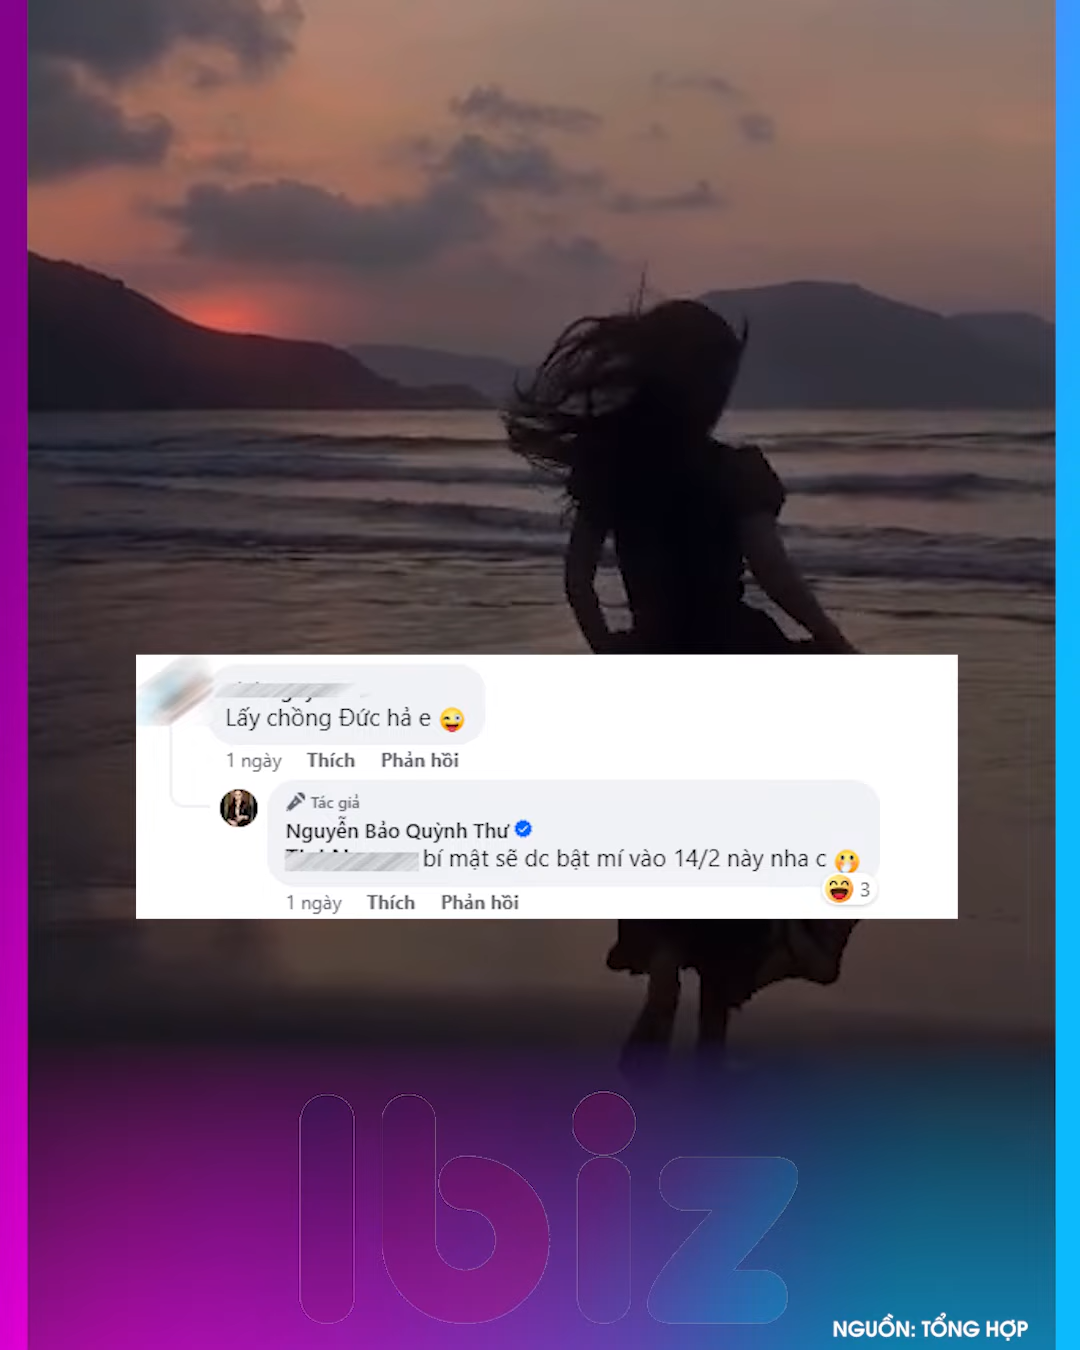 Lấy chồng Đức hả e 😜
1 ngày Thích Phản hồi
Tác giả
Nguyễn Bảo Quỳnh Thư
bí mật sẽ dc bật mí vào 14/2 này nha c 🫢
3
1 ngày Thích Phản hồi
Ibiz
NGUỒN: TỔNG HỢP